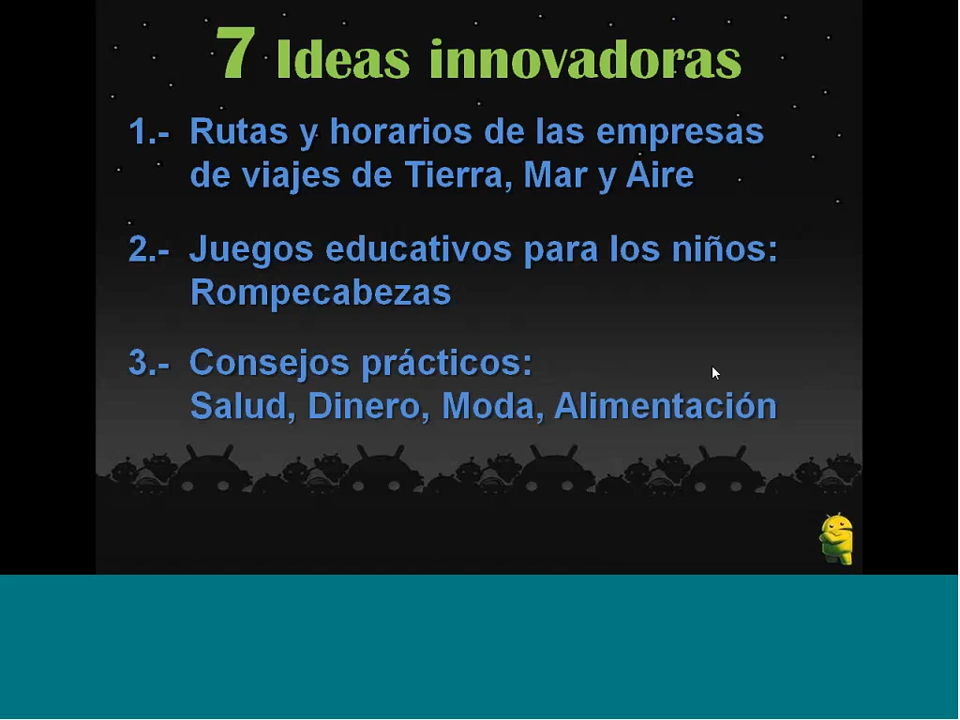 7 Ideas innovadoras
1.- Rutas y horarios de las empresas
de viajes de Tierra, Mar y Aire
2.- Juegos educativos para los niños:
Rompecabezas
3.- Consejos prácticos:
Salud, Dinero, Moda, Alimentación